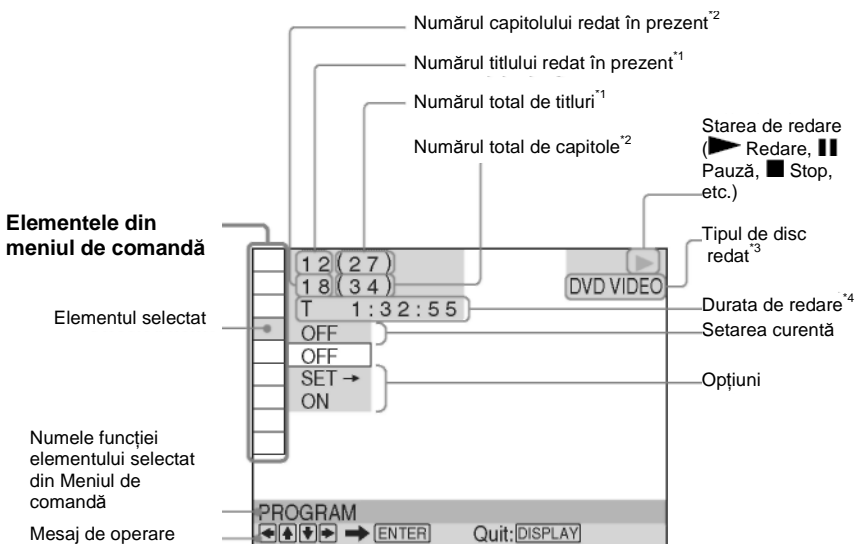 Numărul capitolului redat în prezent*2
Numărul titlului redat în prezent*1
Numărul total de titluri*1
Numărul total de capitole*2
Starea de redare
(▶ Redare, ❚❚
Pauză, ■ Stop,
etc.)
Elementele din
meniul de comandă
Tipul de disc
redat*3
Elementul selectat
Durata de redare*4
Setarea curentă
Opțiuni
Numele funcției
elementului selectat
din Meniul de
comandă
Mesaj de operare
12(27)
18(34)
T 1:32:55
DVD VIDEO
OFF
OFF
SET →
ON
PROGRAM
←↑↓→ → ENTER Quit: DISPLAY